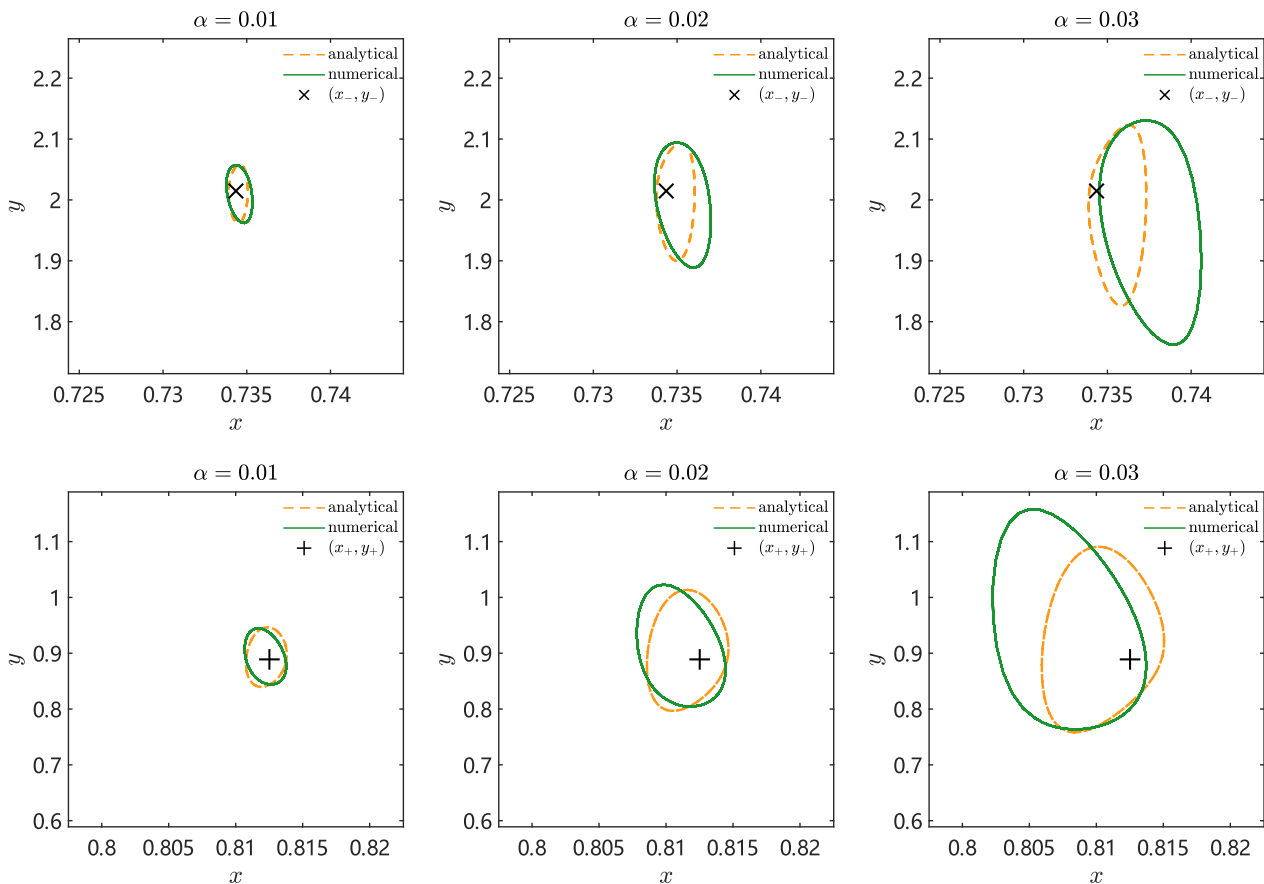 α = 0.01
analytical
numerical
(x₋, y₋)
2.2
2.1
2
1.9
1.8
y
0.725
0.73
0.735
0.74
x
α = 0.02
analytical
numerical
(x₋, y₋)
2.2
2.1
2
1.9
1.8
y
0.725
0.73
0.735
0.74
x
α = 0.03
analytical
numerical
(x₋, y₋)
2.2
2.1
2
1.9
1.8
y
0.725
0.73
0.735
0.74
x
α = 0.01
analytical
numerical
(x₊, y₊)
1.1
1
0.9
0.8
0.7
0.6
y
0.8
0.805
0.81
0.815
0.82
x
α = 0.02
analytical
numerical
(x₊, y₊)
1.1
1
0.9
0.8
0.7
0.6
y
0.8
0.805
0.81
0.815
0.82
x
α = 0.03
analytical
numerical
(x₊, y₊)
1.1
1
0.9
0.8
0.7
0.6
y
0.8
0.805
0.81
0.815
0.82
x